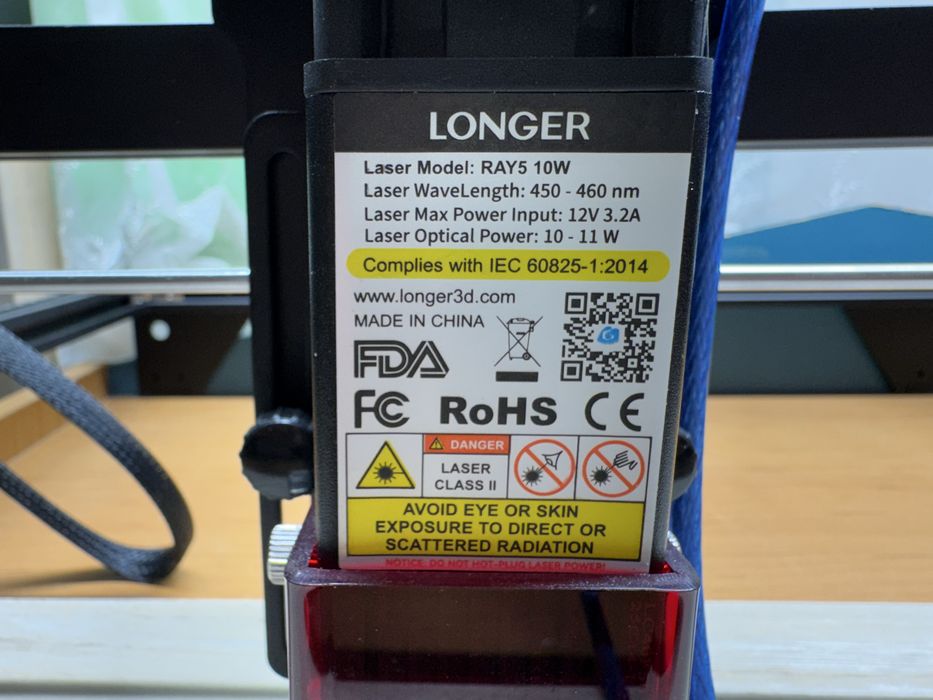 LONGER
Laser Model: RAY5 10W
Laser WaveLength: 450 - 460 nm
Laser Max Power Input: 12V 3.2A
Laser Optical Power: 10 - 11 W
Complies with IEC 60825-1:2014
www.longer3d.com
MADE IN CHINA
FDA
FC RoHS CE
DANGER
LASER
CLASS II
AVOID EYE OR SKIN
EXPOSURE TO DIRECT OR
SCATTERED RADIATION
NOTICE: DO NOT HOT-PLUG LASER POWER!